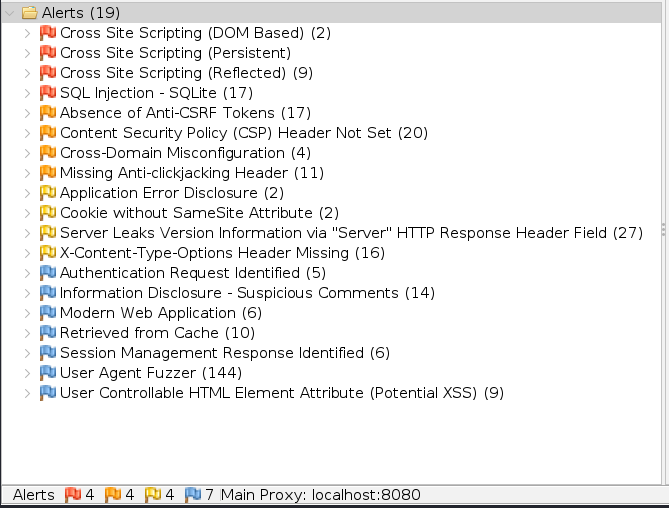 Alerts (19)
Cross Site Scripting (DOM Based) (2)
Cross Site Scripting (Persistent)
Cross Site Scripting (Reflected) (9)
SQL Injection - SQLite (17)
Absence of Anti-CSRF Tokens (17)
Content Security Policy (CSP) Header Not Set (20)
Cross-Domain Misconfiguration (4)
Missing Anti-clickjacking Header (11)
Application Error Disclosure (2)
Cookie without SameSite Attribute (2)
Server Leaks Version Information via "Server" HTTP Response Header Field (27)
X-Content-Type-Options Header Missing (16)
Authentication Request Identified (5)
Information Disclosure - Suspicious Comments (14)
Modern Web Application (6)
Retrieved from Cache (10)
Session Management Response Identified (6)
User Agent Fuzzer (144)
User Controllable HTML Element Attribute (Potential XSS) (9)
Alerts 4 4 4 7 Main Proxy: localhost:8080